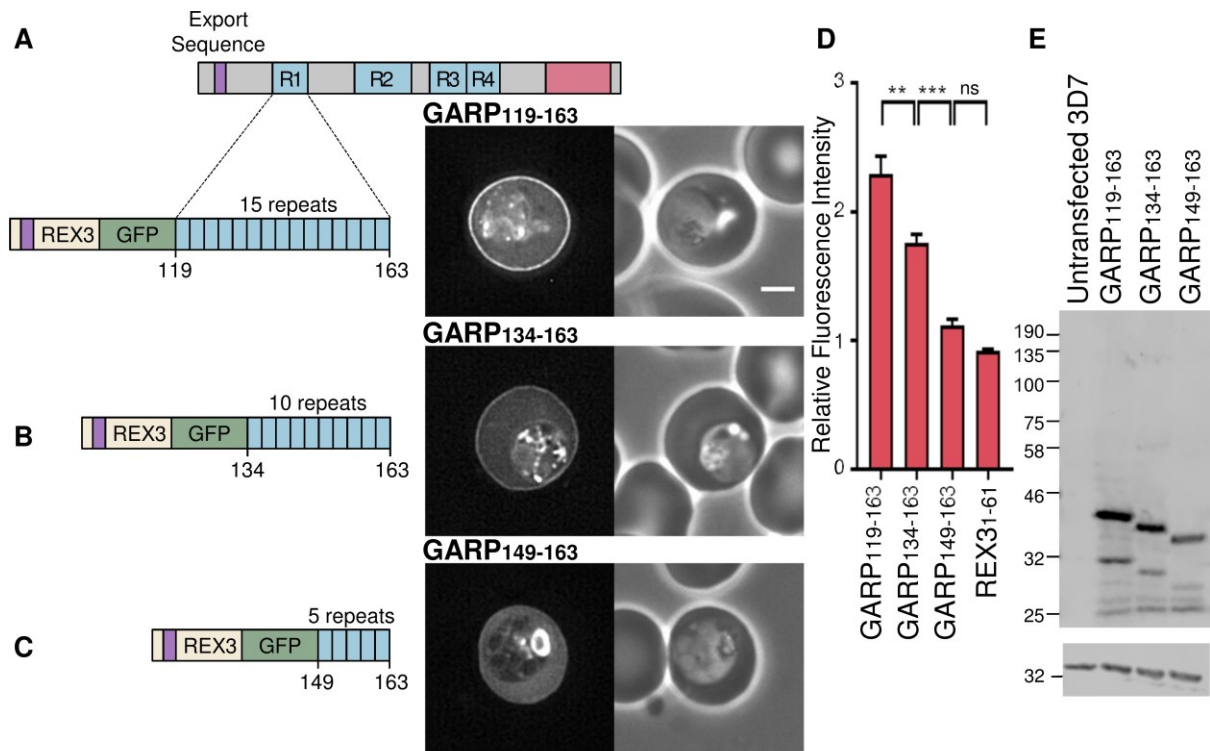 A
Export
Sequence
R1 R2 R3 R4
15 repeats
REX3 GFP
119 163
GARP119-163
B
10 repeats
REX3 GFP
134 163
GARP134-163
C
5 repeats
REX3 GFP
149 163
GARP149-163
D
Relative Fluorescence Intensity
3
2
1
0
** *** ns
GARP119-163
GARP134-163
GARP149-163
REX31-61
E
Untransfected 3D7
GARP119-163
GARP134-163
GARP149-163
190
135
100
75
58
46
32
25
32